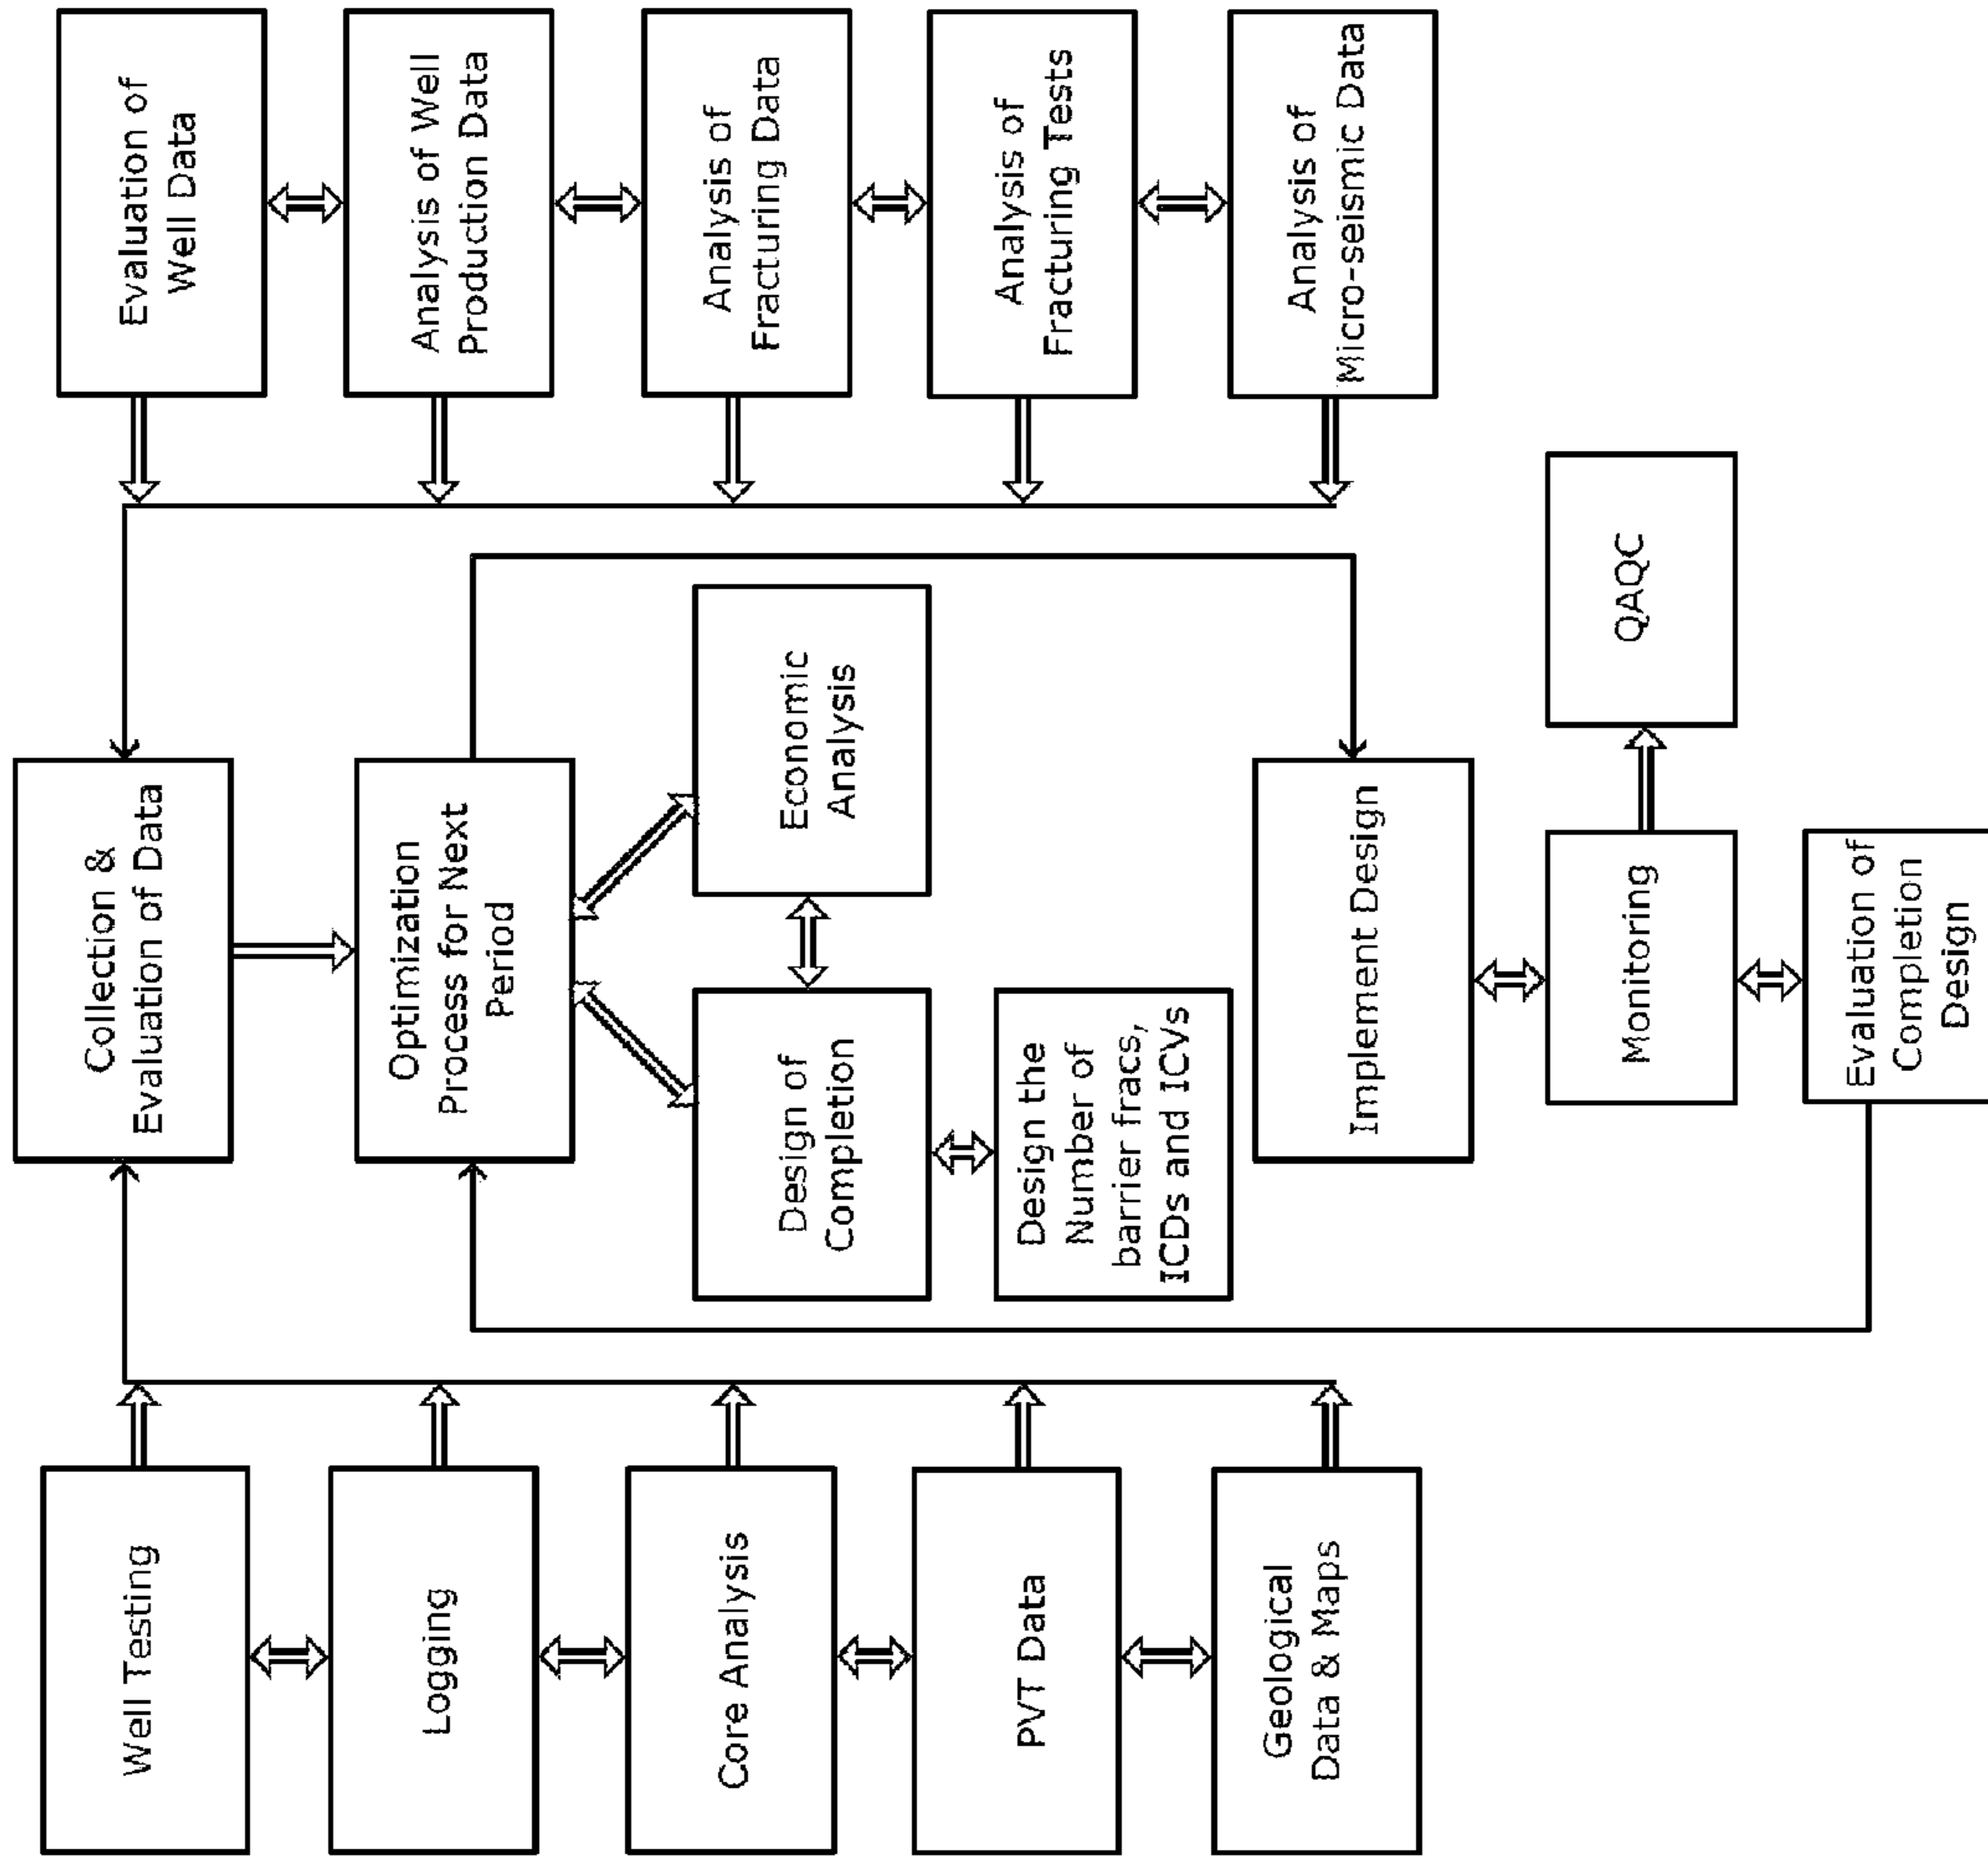 Well Testing
Logging
Core Analysis
PVT Data
Geological
Data & Maps
Collection &
Evaluation of Data
Optimization
Process for Next
Period
Design of
Completion
Economic
Analysis
Design the
Number of
barrier fracs,
ICDs and ICVs
Implement Design
Monitoring
QAQC
Evaluation of
Completion
Design
Evaluation of
Well Data
Analysis of Well
Production Data
Analysis of
Fracturing Data
Analysis of
Fracturing Tests
Analysis of
Micro-seismic Data